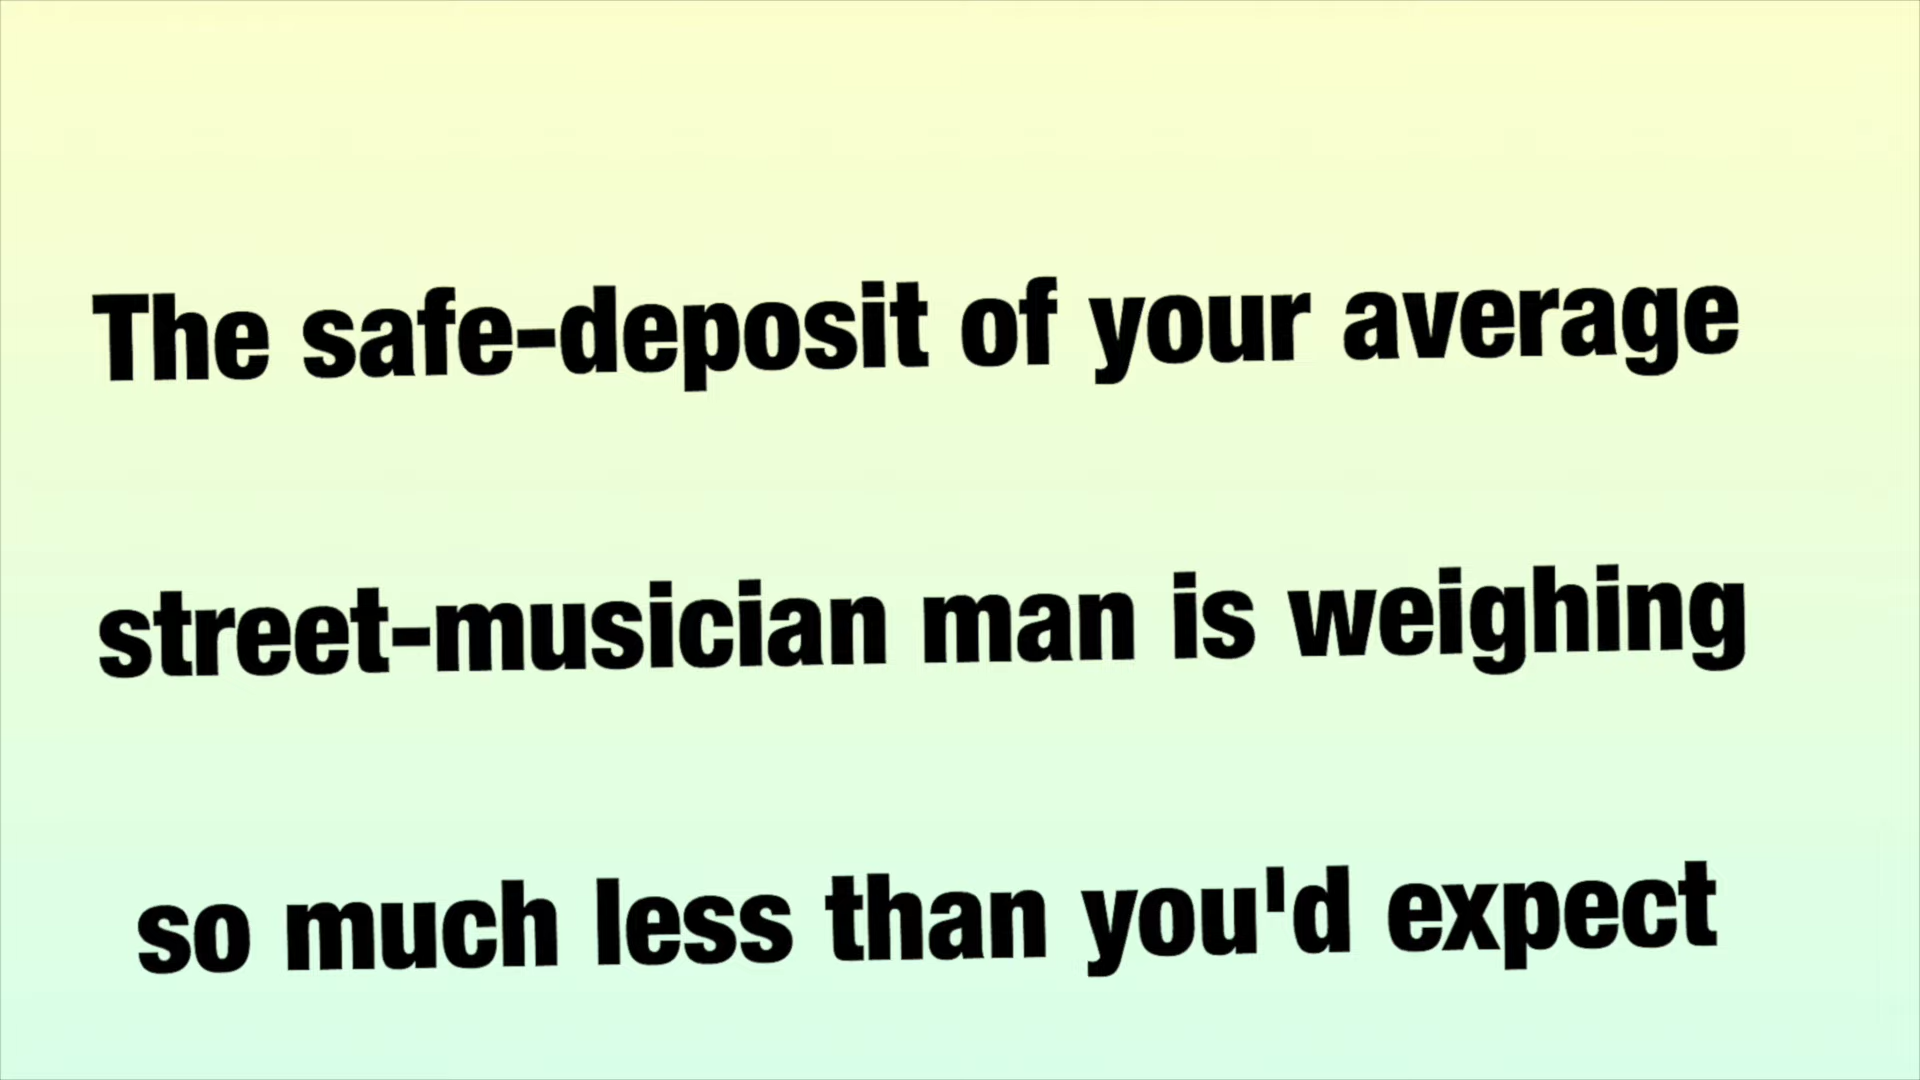 The safe-deposit of your average
street-musician man is weighing
so much less than you'd expect